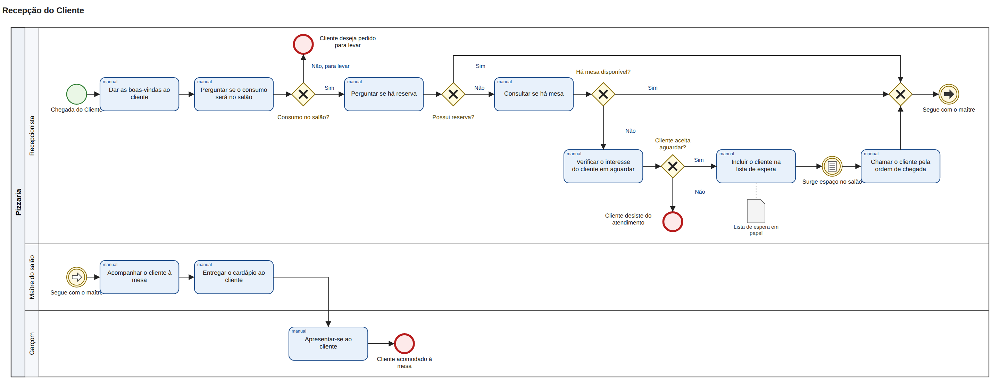 Recepção do Cliente
Pizzaria
Recepcionista
Cliente deseja pedido
para levar
Não, para levar
Sim
Há mesa disponível?
manual
Dar as boas-vindas ao
cliente
manual
Perguntar se o consumo
será no salão
Sim
manual
Perguntar se há reserva
Não
manual
Consultar se há mesa
Sim
Chegada do Cliente
Consumo no salão?
Possui reserva?
Segue com o maître
Não
Cliente aceita
aguardar?
manual
Verificar o interesse
do cliente em aguardar
Sim
manual
Incluir o cliente na
lista de espera
Surge espaço no salão
manual
Chamar o cliente pela
ordem de chegada
Não
Cliente desiste do
atendimento
Lista de espera em
papel
Maître do salão
Segue com o maître
manual
Acompanhar o cliente à
mesa
manual
Entregar o cardápio ao
cliente
Garçom
manual
Apresentar-se ao
cliente
Cliente acomodado à
mesa